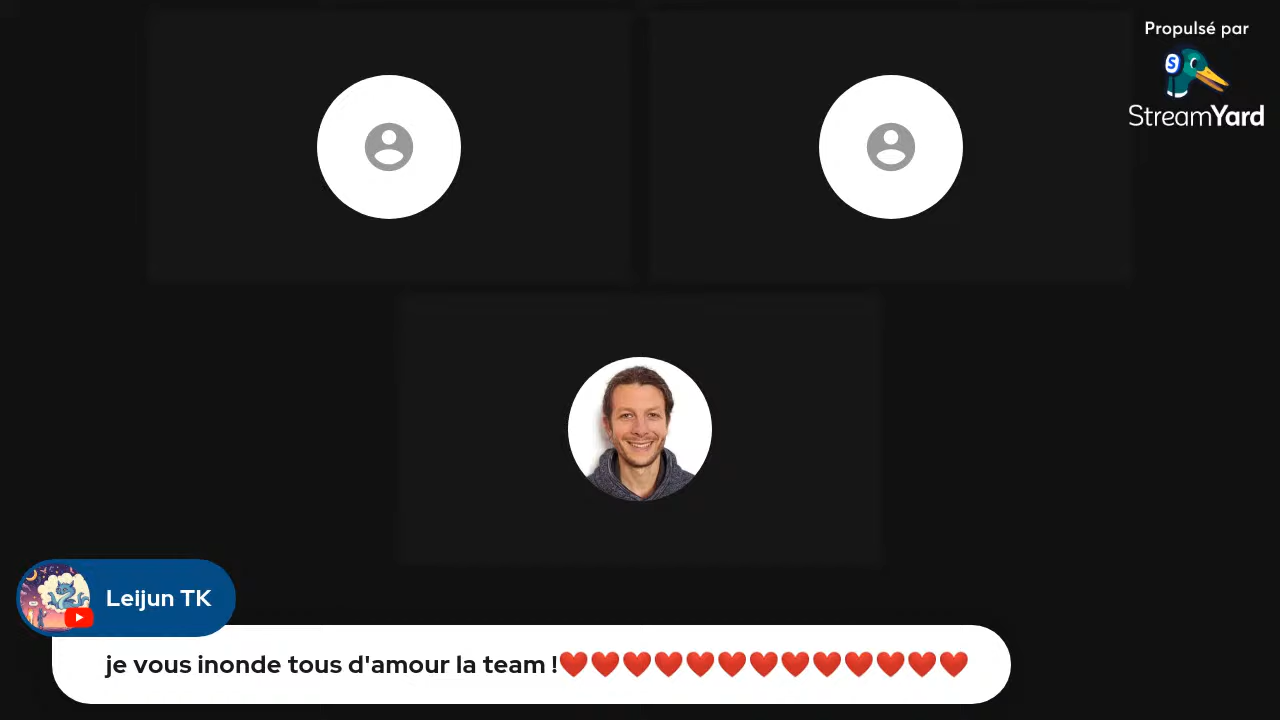 Propulsé par
S
StreamYard
Leijun TK
je vous inonde tous d'amour la team !❤️❤️❤️❤️❤️❤️❤️❤️❤️❤️❤️❤️❤️